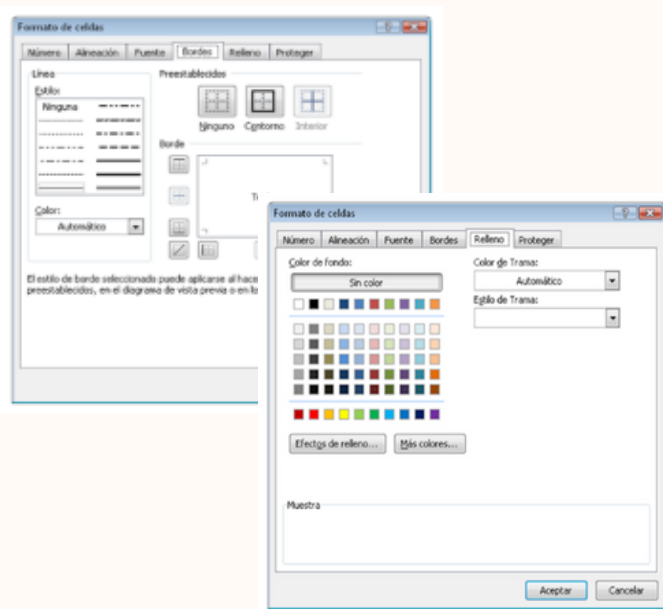 Formato de celdas
Número Alineación Fuente Bordes Relleno Proteger
Línea
Estilo:
Ninguna
Color:
Automático
Preestablecidos
Ninguno Contorno Interior
Borde
El estilo de borde seleccionado puede aplicarse al
preestablecidos, en el diagrama de vista previa o en
Formato de celdas
Número Alineación Fuente Bordes Relleno Proteger
Color de fondo:
Sin color
Efectos de relleno... Más colores...
Color de Trama:
Automático
Estilo de Trama:
Muestra
Aceptar Cancelar